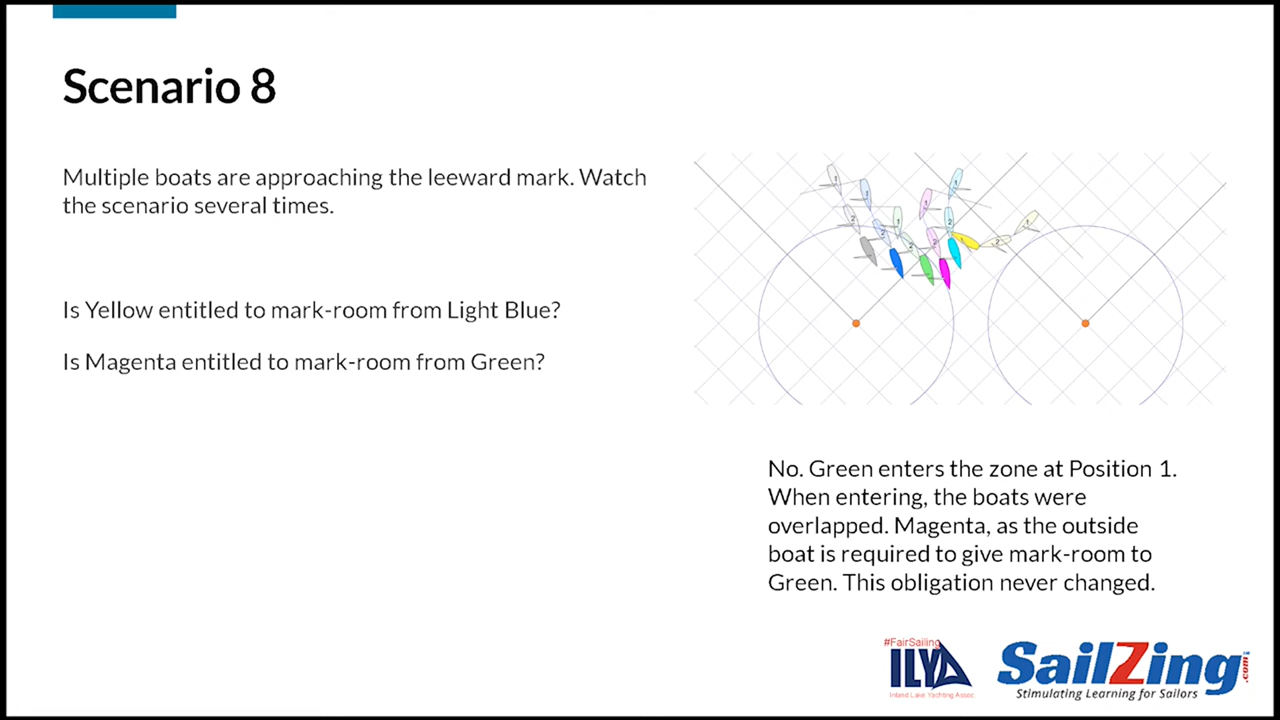 Scenario 8
Multiple boats are approaching the leeward mark. Watch
the scenario several times.
Is Yellow entitled to mark-room from Light Blue?
Is Magenta entitled to mark-room from Green?
No. Green enters the zone at Position 1.
When entering, the boats were
overlapped. Magenta, as the outside
boat is required to give mark-room to
Green. This obligation never changed.
#FairSailing
ILYA
Inland Lake Yachting Assoc.
SailZing.com
Stimulating Learning for Sailors